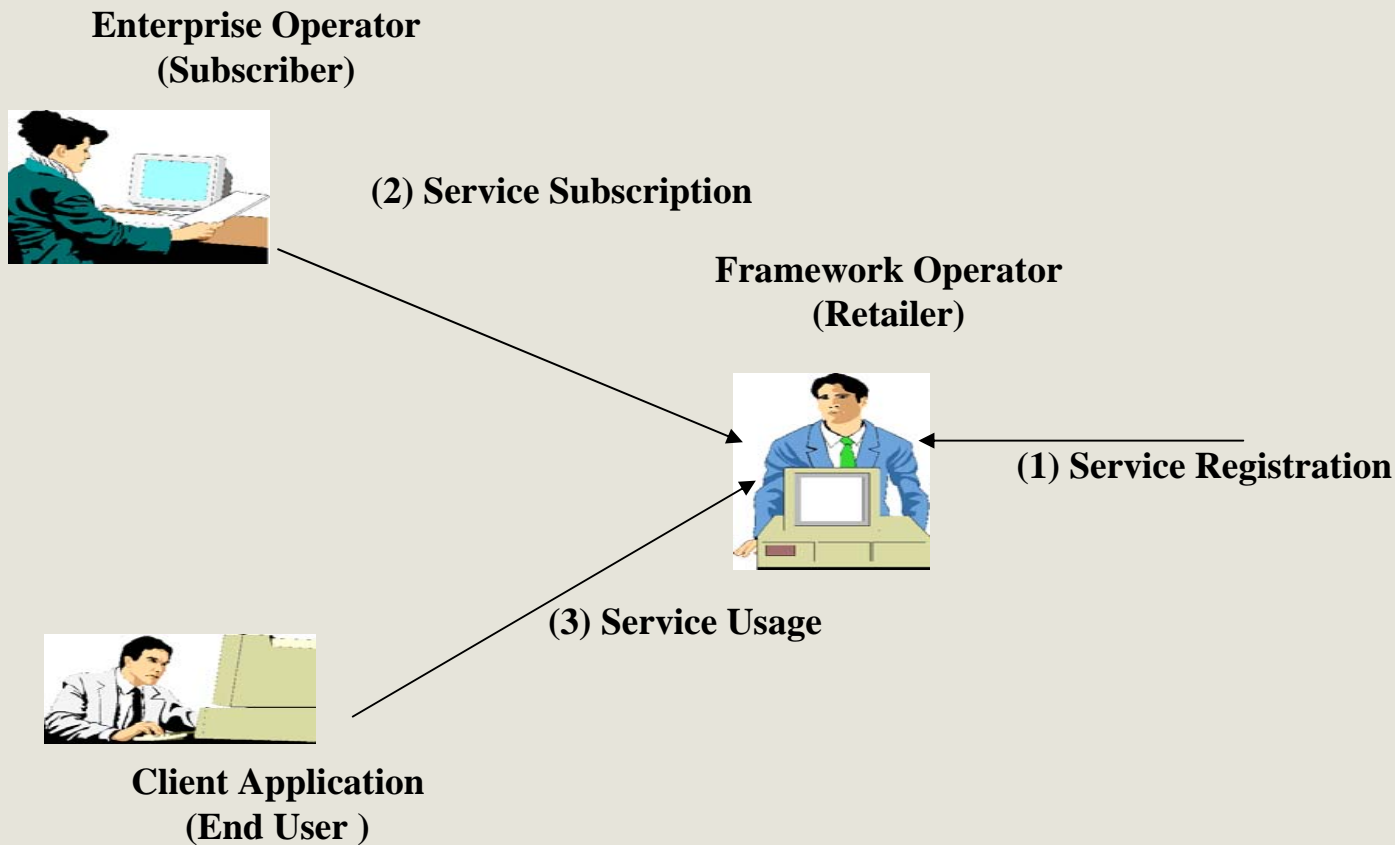 Enterprise Operator
(Subscriber)
(2) Service Subscription
Framework Operator
(Retailer)
(1) Service Registration
(3) Service Usage
Client Application
(End User )